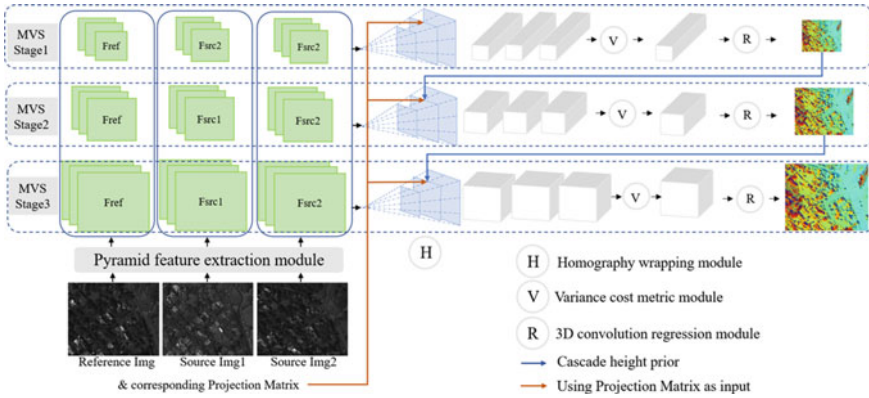 MVS
Stage1
Fref
Fsrc2
Fsrc2
V
R
MVS
Stage2
Fref
Fsrc1
Fsrc2
V
R
MVS
Stage3
Fref
Fsrc1
Fsrc2
V
R
Pyramid feature extraction module
H
Reference Img
Source Img1
Source Img2
& corresponding Projection Matrix
H Homography wrapping module
V Variance cost metric module
R 3D convolution regression module
Cascade height prior
Using Projection Matrix as input